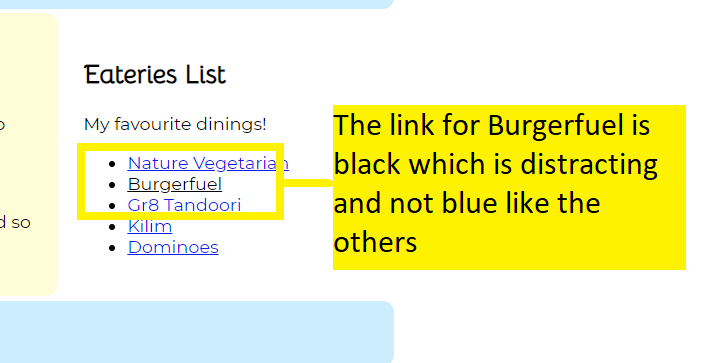 Eateries List
My favourite dinings!
Nature Vegetarian
Burgerfuel
Gr8 Tandoori
Kilim
Dominoes
d so
The link for Burgerfuel is
black which is distracting
and not blue like the
others